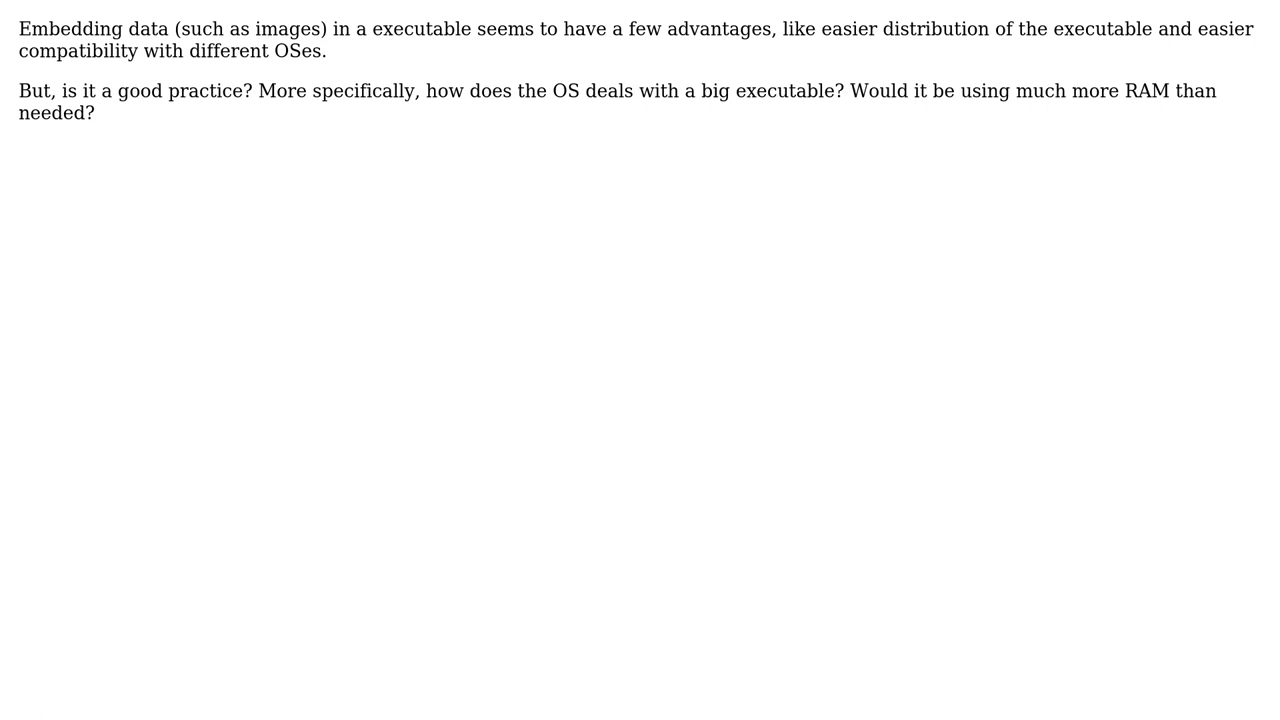 Embedding data (such as images) in a executable seems to have a few advantages, like easier distribution of the executable and easier
compatibility with different OSes.
But, is it a good practice? More specifically, how does the OS deals with a big executable? Would it be using much more RAM than
needed?